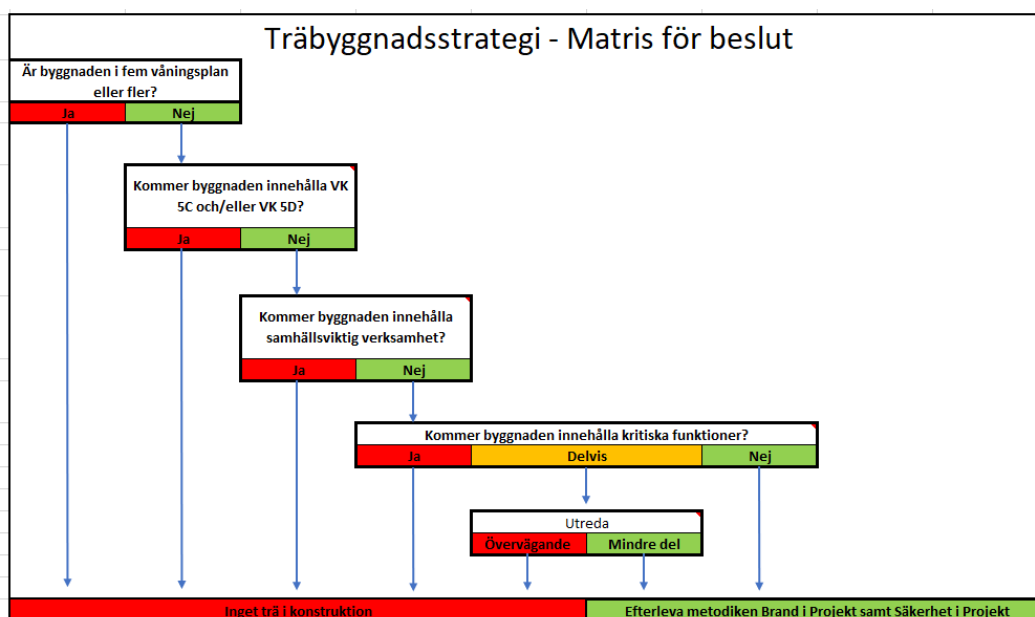 Träbyggnadsstrategi - Matris för beslut
Är byggnaden i fem våningsplan
eller fler?
Ja Nej
Kommer byggnaden innehålla VK
5C och/eller VK 5D?
Ja Nej
Kommer byggnaden innehålla
samhällsviktig verksamhet?
Ja Nej
Kommer byggnaden innehålla kritiska funktioner?
Ja Delvis Nej
Utreda
Övervägande Mindre del
Inget trä i konstruktion Efterleva metodiken Brand i Projekt samt Säkerhet i Projekt